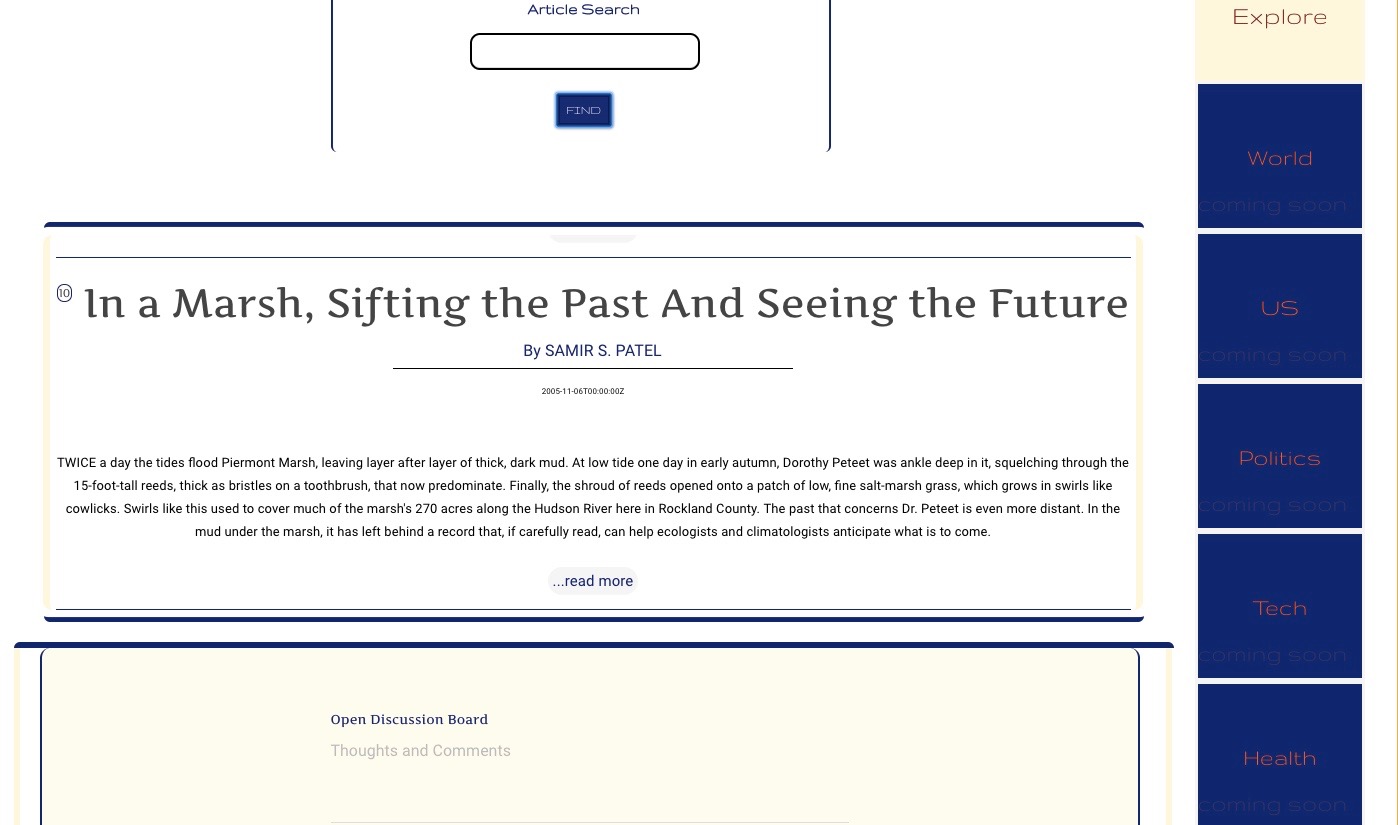 Article Search
FIND
10
In a Marsh, Sifting the Past And Seeing the Future
By SAMIR S. PATEL
2005-11-06T00:00:00Z
TWICE a day the tides flood Piermont Marsh, leaving layer after layer of thick, dark mud. At low tide one day in early autumn, Dorothy Peteet was ankle deep in it, squelching through the
15-foot-tall reeds, thick as bristles on a toothbrush, that now predominate. Finally, the shroud of reeds opened onto a patch of low, fine salt-marsh grass, which grows in swirls like
cowlicks. Swirls like this used to cover much of the marsh's 270 acres along the Hudson River here in Rockland County. The past that concerns Dr. Peteet is even more distant. In the
mud under the marsh, it has left behind a record that, if carefully read, can help ecologists and climatologists anticipate what is to come.
...read more
Open Discussion Board
Thoughts and Comments
Explore
World
coming soon
US
coming soon
Politics
coming soon
Tech
coming soon
Health
coming soon